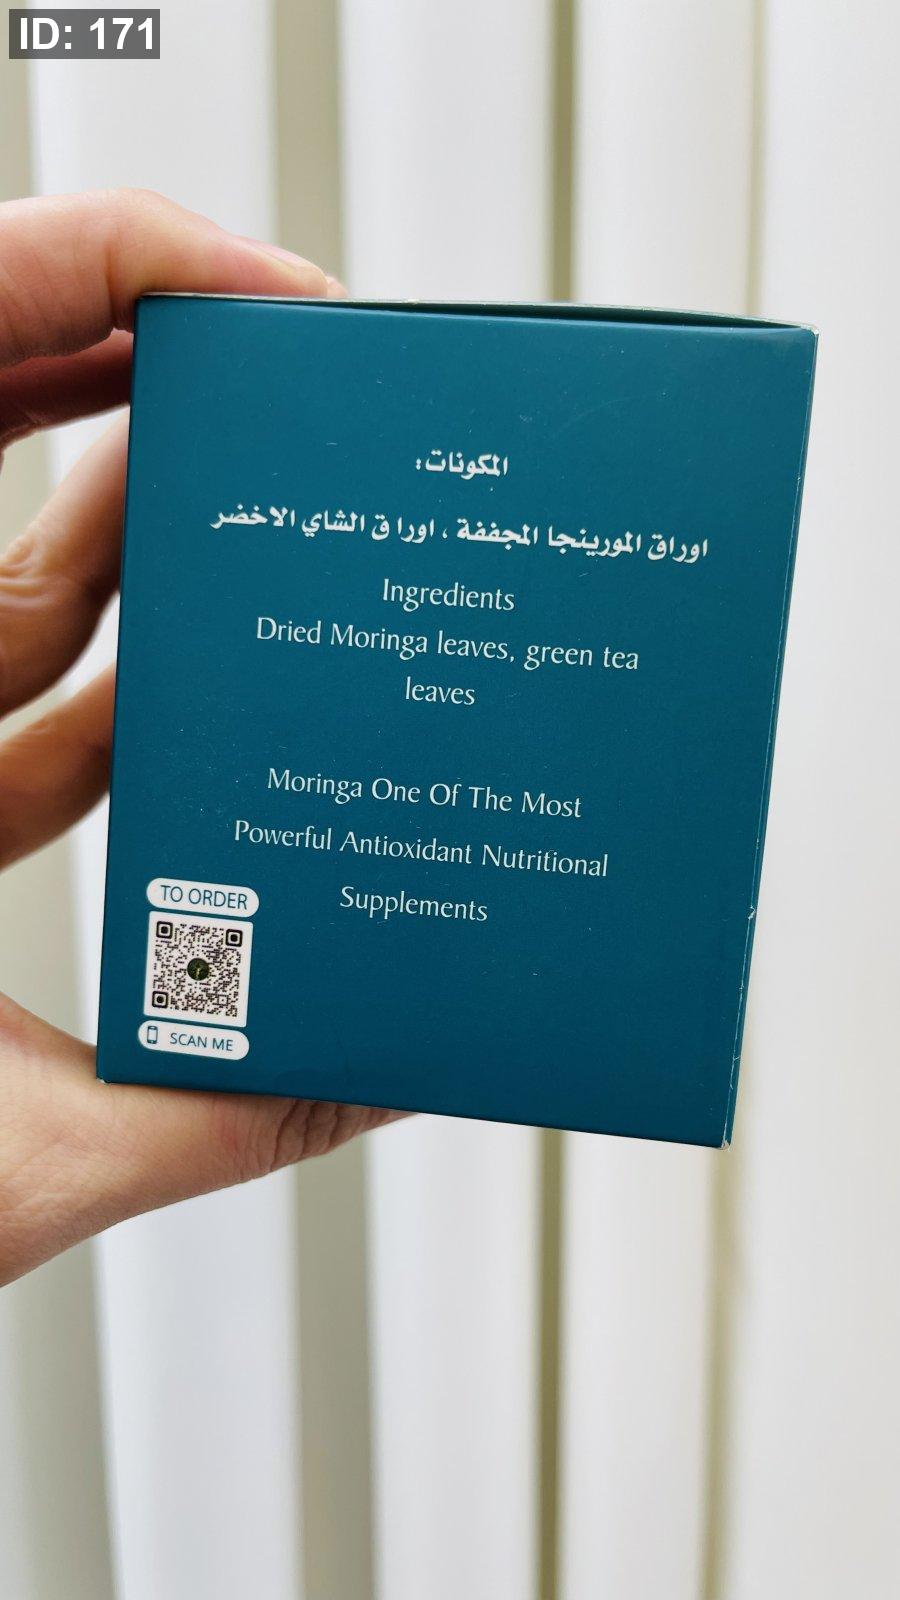 ID: 171
المكونات:
اوراق المورينجا المجففة ، اورا ق الشاي الاخضر
Ingredients
Dried Moringa leaves, green tea
leaves
Moringa One Of The Most
Powerful Antioxidant Nutritional
Supplements
TO ORDER
SCAN ME